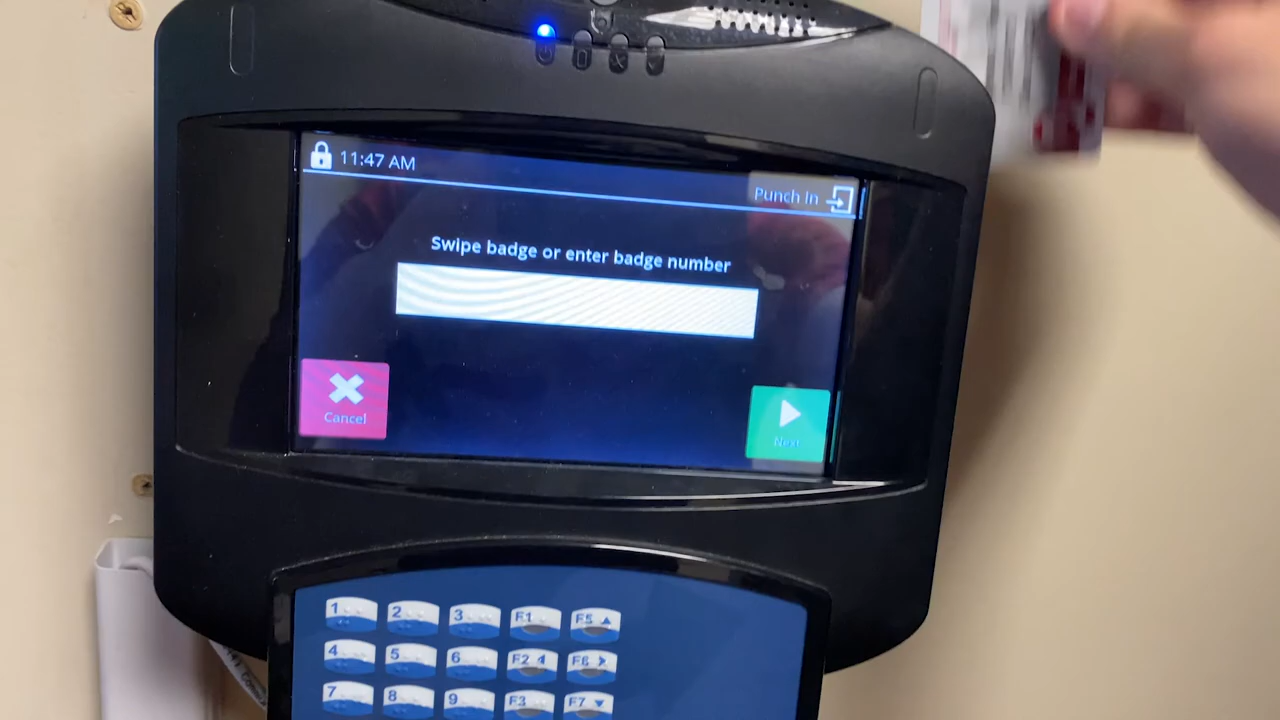 11:47 AM
Punch In
Swipe badge or enter badge number
Cancel
Next
1 2 3 F1 F5
4 5 6 F2 F6
7 8 9 F3 F7